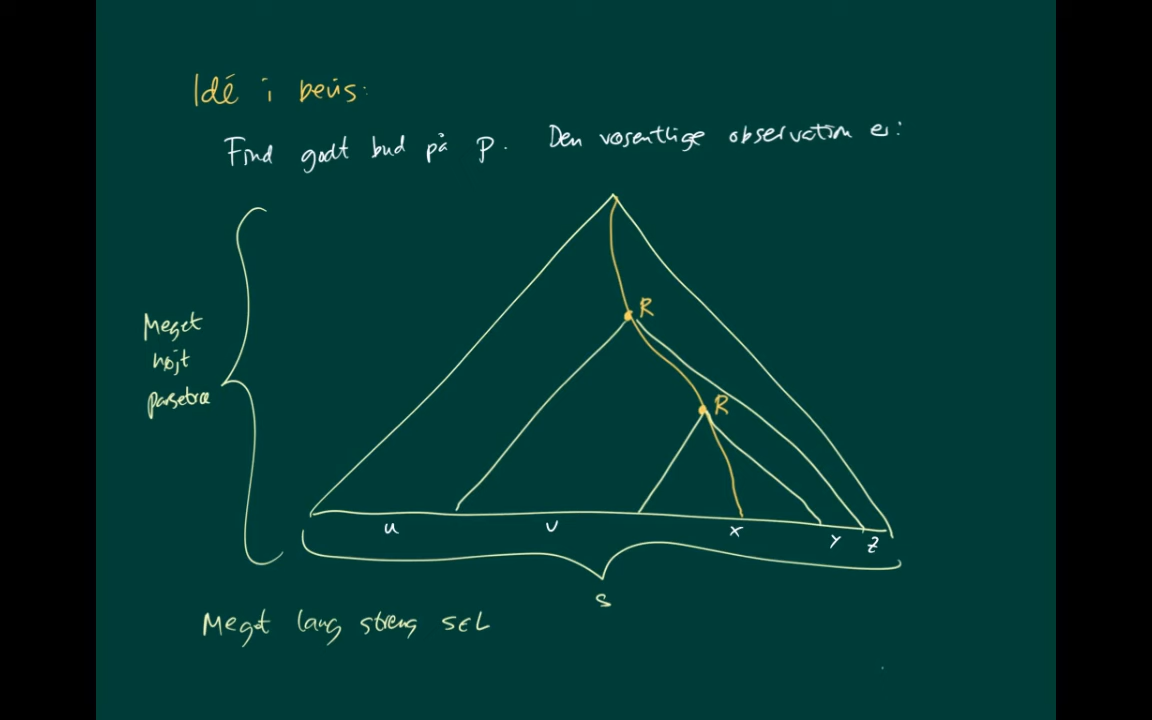 Idé i bevis:
Find godt bud på P. Den væsentlige observation er:
R
R
Meget
højt
parsetræ
u v x y z
s
Meget lang streng s∈L